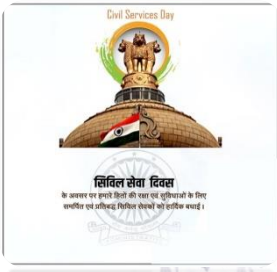 Civil Services Day
सिविल सेवा दिवस
के अवसर पर हमारे हितों की रक्षा एवं सुविधाओं के लिए
समर्पित एवं प्रतिबद्ध सिविल सेवकों को हार्दिक बधाई।